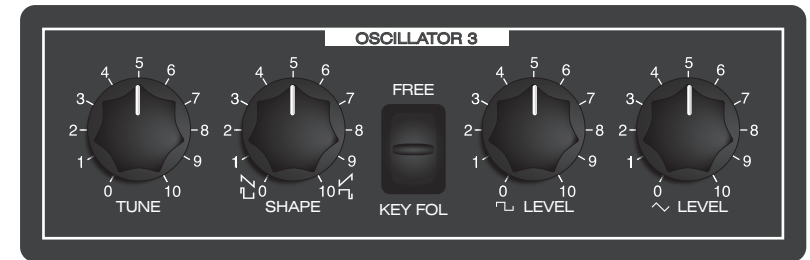 OSCILLATOR 3
0 1 2 3 4 5 6 7 8 9 10
TUNE
0 1 2 3 4 5 6 7 8 9 10
SHAPE
FREE
KEY FOL
0 1 2 3 4 5 6 7 8 9 10
LEVEL
0 1 2 3 4 5 6 7 8 9 10
LEVEL